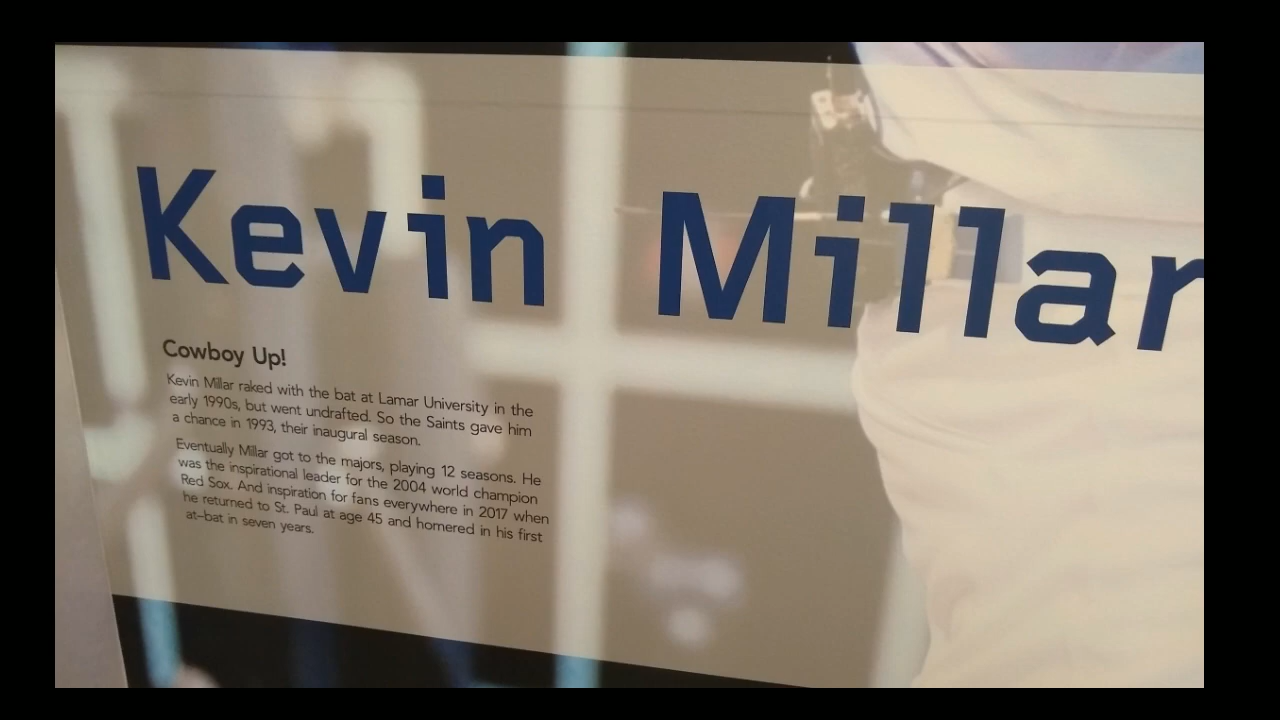 Kevin Millar
Cowboy Up!
Kevin Millar raked with the bat at Lamar University in the
early 1990s, but went undrafted. So the Saints gave him
a chance in 1993, their inaugural season.
Eventually Millar got to the majors, playing 12 seasons. He
was the inspirational leader for the 2004 world champion
Red Sox. And inspiration for fans everywhere in 2017 when
he returned to St. Paul at age 45 and homered in his first
at-bat in seven years.